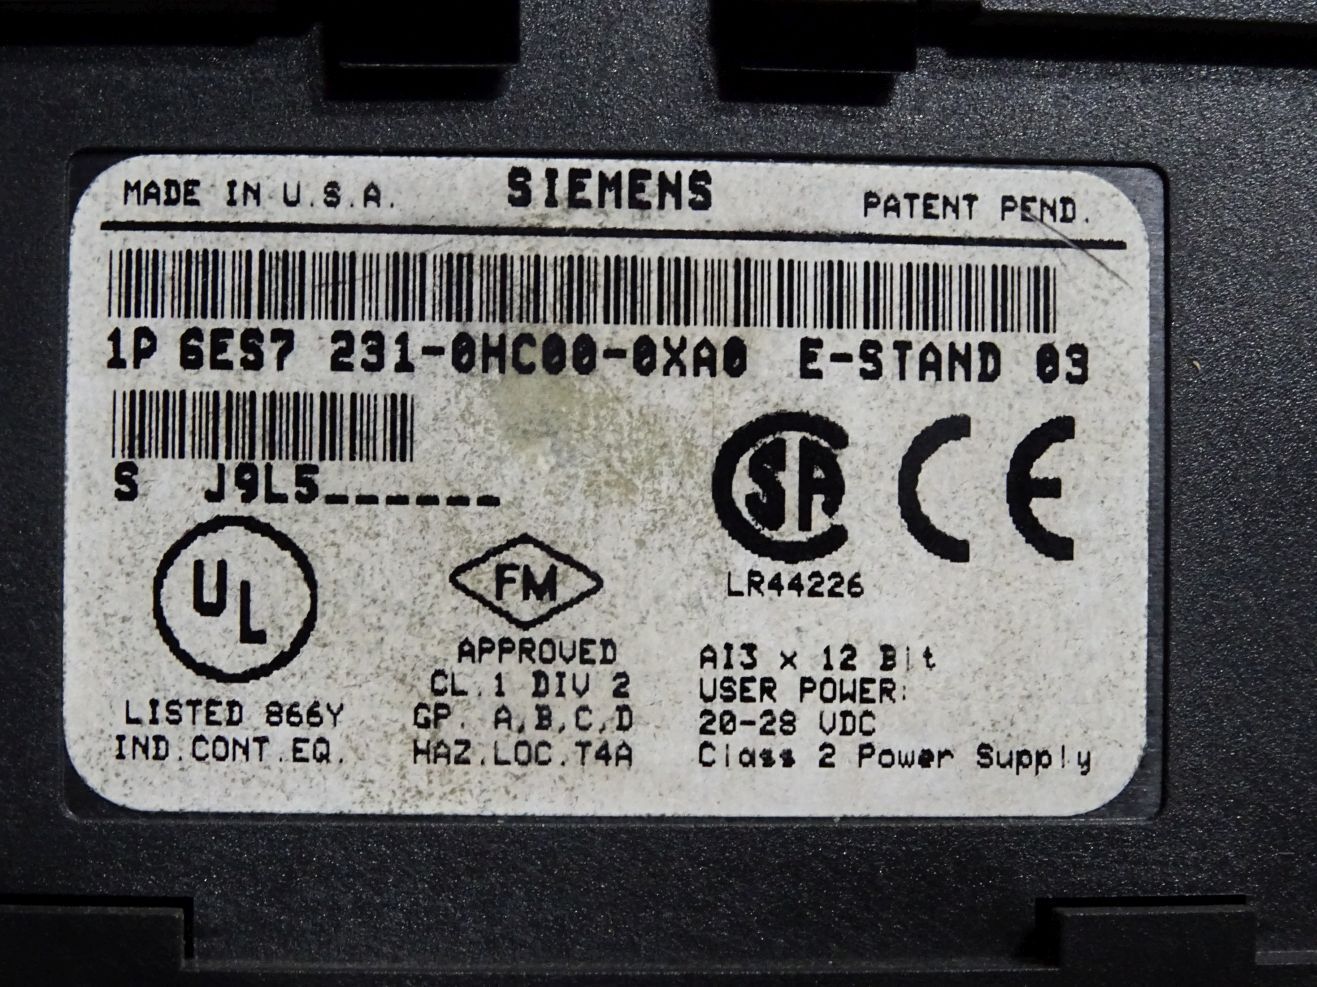 MADE IN U.S.A. SIEMENS PATENT PEND.
1P 6ES7 231-0HC00-0XA0 E-STAND 03
S J9L5______
SA CE
LR44226
UL
LISTED 866Y
IND.CONT.EQ.
FM
APPROVED
CL.1 DIV 2
GP. A,B,C,D
HAZ.LOC.T4A
AI3 x 12 Bit
USER POWER:
20-28 VDC
Class 2 Power Supply